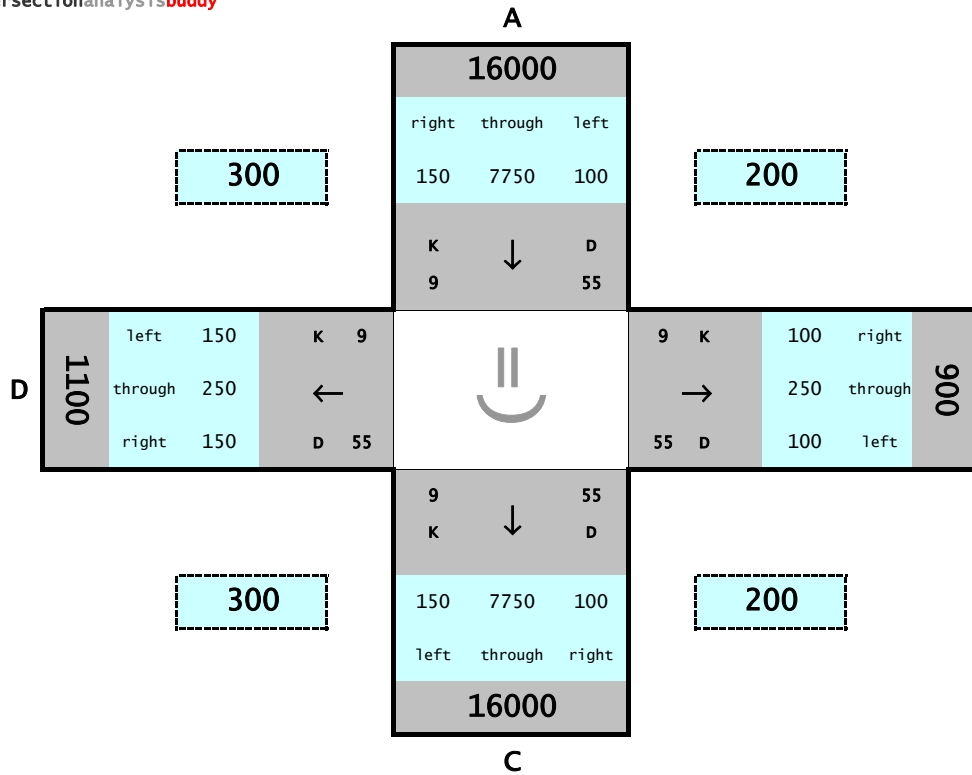 rsectionanalysisbuddy
A
16000
right through left
300
150 7750 100
200
K D
9 55
left 150 K 9
9 K 100 right
D
1100
through 250 ←
→ 250 through
900
right 150 D 55
55 D 100 left
9 55
K D
300
150 7750 100
200
left through right
16000
C